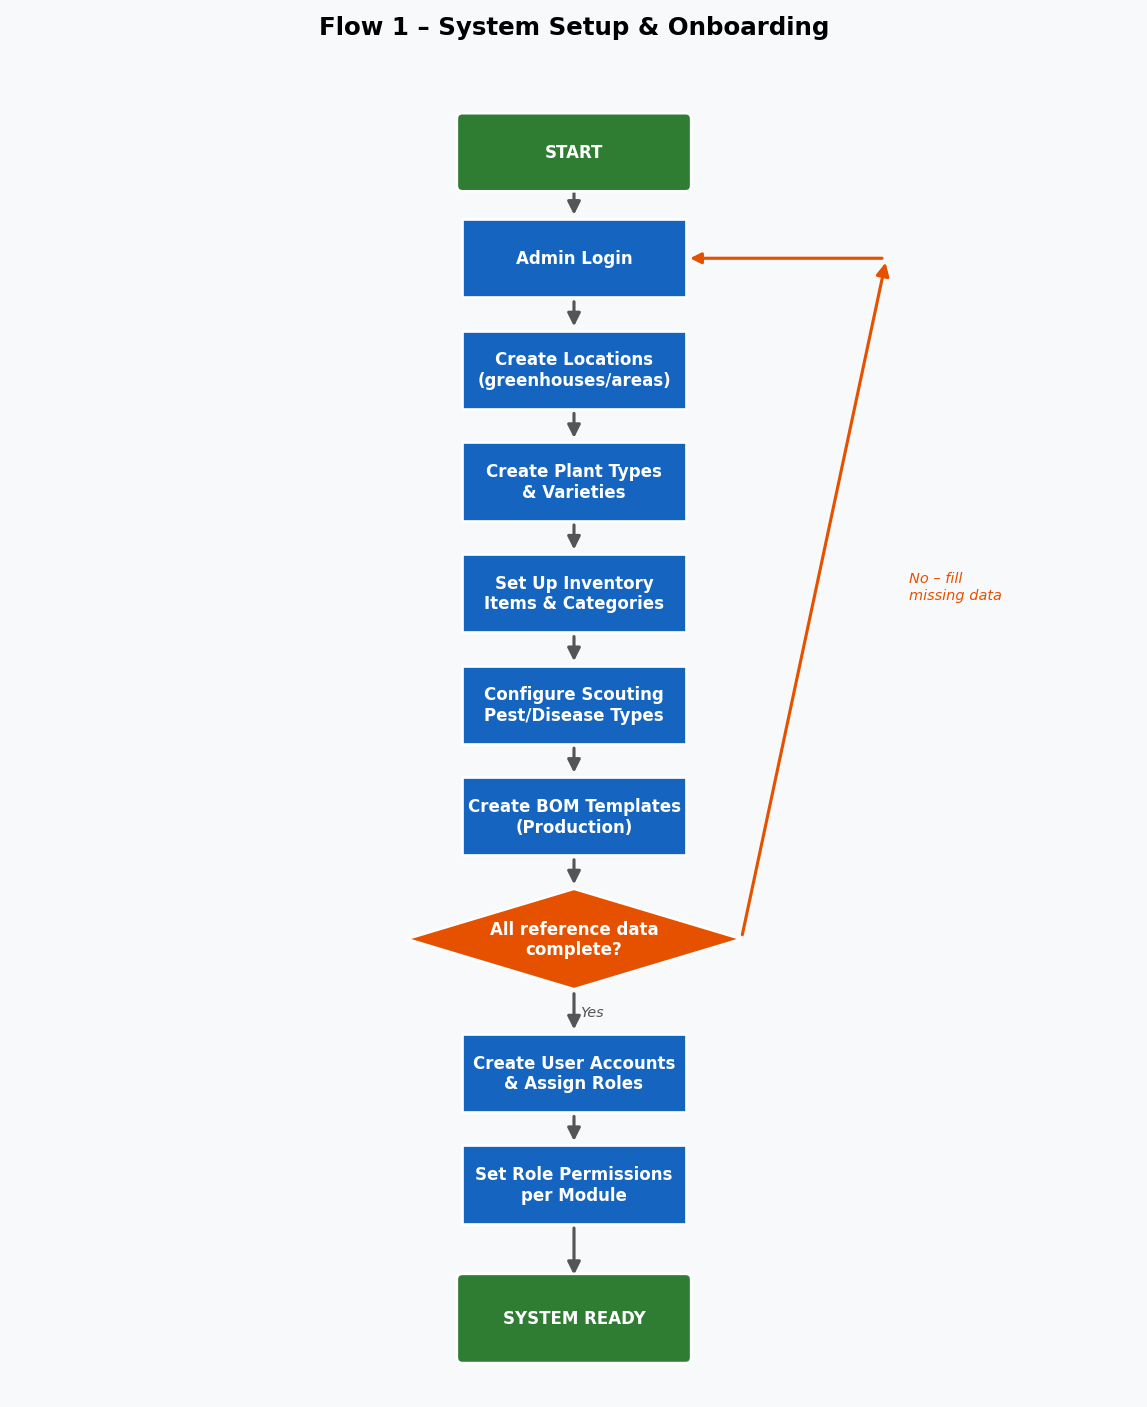 Flow 1 – System Setup & Onboarding
START
Admin Login
Create Locations
(greenhouses/areas)
Create Plant Types
& Varieties
Set Up Inventory
Items & Categories
No – fill
missing data
Configure Scouting
Pest/Disease Types
Create BOM Templates
(Production)
All reference data
complete?
Yes
Create User Accounts
& Assign Roles
Set Role Permissions
per Module
SYSTEM READY